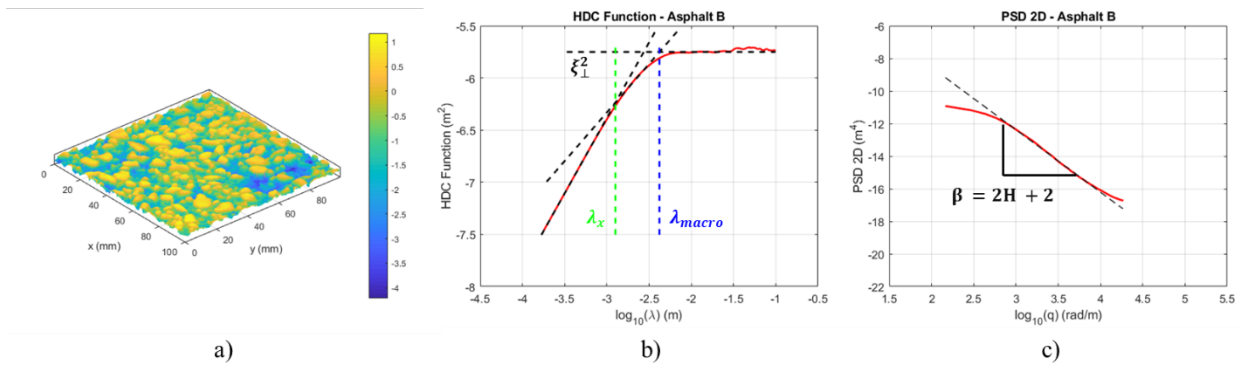 1
0.5
0
-0.5
-1
-1.5
-2
-2.5
-3
-3.5
-4
0
20
40
60
80
100
x (mm)
0
20
40
60
80
y (mm)
a)
HDC Function - Asphalt B
-5.5
-6
-6.5
-7
-7.5
-8
HDC Function (m²)
ξ²⊥
λₓ
λmacro
-4.5 -4 -3.5 -3 -2.5 -2 -1.5 -1 -0.5
log₁₀(λ) (m)
b)
PSD 2D - Asphalt B
-4
-6
-8
-10
-12
-14
-16
-18
-20
-22
PSD 2D (m⁴)
β = 2H + 2
1.5 2 2.5 3 3.5 4 4.5 5 5.5
log₁₀(q) (rad/m)
c)